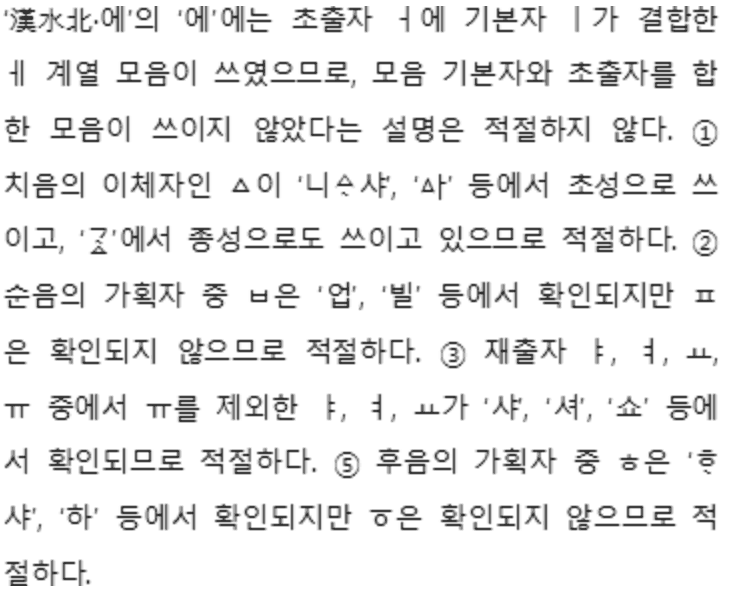 ‘漢水北·에’의 ‘에’에는 초출자 ㅓ에 기본자 ㅣ가 결합한
ㅔ 계열 모음이 쓰였으므로, 모음 기본자와 초출자를 합
한 모음이 쓰이지 않았다는 설명은 적절하지 않다. ①
치음의 이체자인 ㅿ이 ‘니ᅀᆞ샤’, ‘ᅀᅡ’ 등에서 초성으로 쓰
이고, ‘ᄀᆞᇫ’에서 종성으로도 쓰이고 있으므로 적절하다. ②
순음의 가획자 중 ㅂ은 ‘업’, ‘빌’ 등에서 확인되지만 ㅍ
은 확인되지 않으므로 적절하다. ③ 재출자 ㅑ, ㅕ, ㅛ,
ㅠ 중에서 ㅠ를 제외한 ㅑ, ㅕ, ㅛ가 ‘샤’, ‘셔’, ‘쇼’ 등에
서 확인되므로 적절하다. ⑤ 후음의 가획자 중 ㅎ은 ‘ᄒᆞ
샤’, ‘하’ 등에서 확인되지만 ㆆ은 확인되지 않으므로 적
절하다.